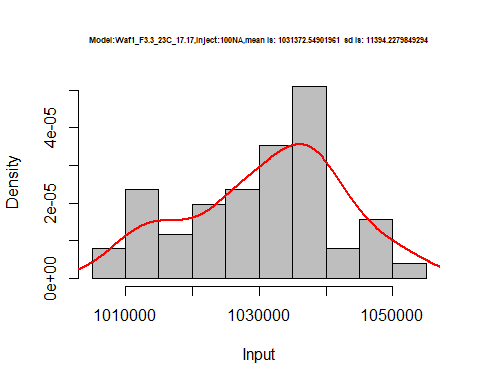 Model:Waf1_F3.3_23C_17.17,Inject:100NA,mean is: 1031372.54901961 sd is: 11394.2279849294
Density
4e-05
2e-05
0e+00
1010000
1030000
1050000
Input